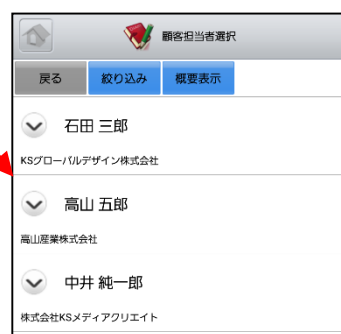 顧客担当者選択
戻る 絞り込み 概要表示
石田 三郎
KSグローバルデザイン株式会社
高山 五郎
高山産業株式会社
中井 純一郎
株式会社KSメディアクリエイト